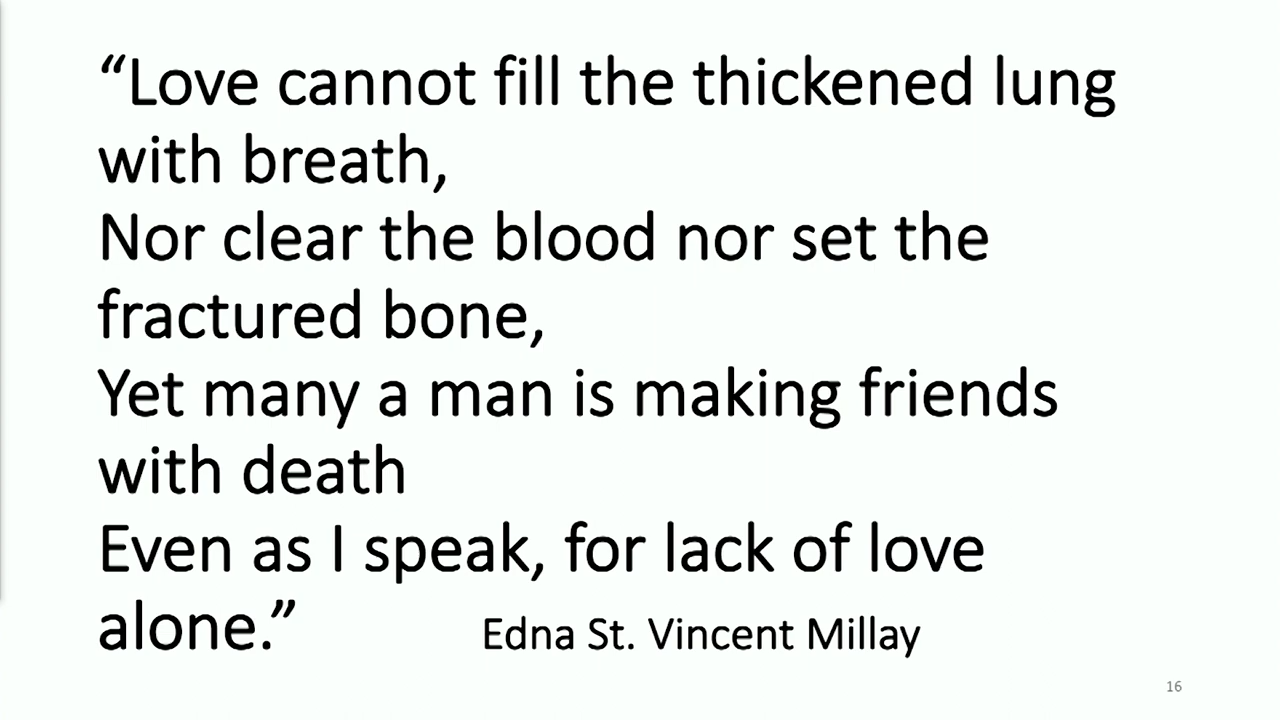 “Love cannot fill the thickened lung
with breath,
Nor clear the blood nor set the
fractured bone,
Yet many a man is making friends
with death
Even as I speak, for lack of love
alone.” Edna St. Vincent Millay
16